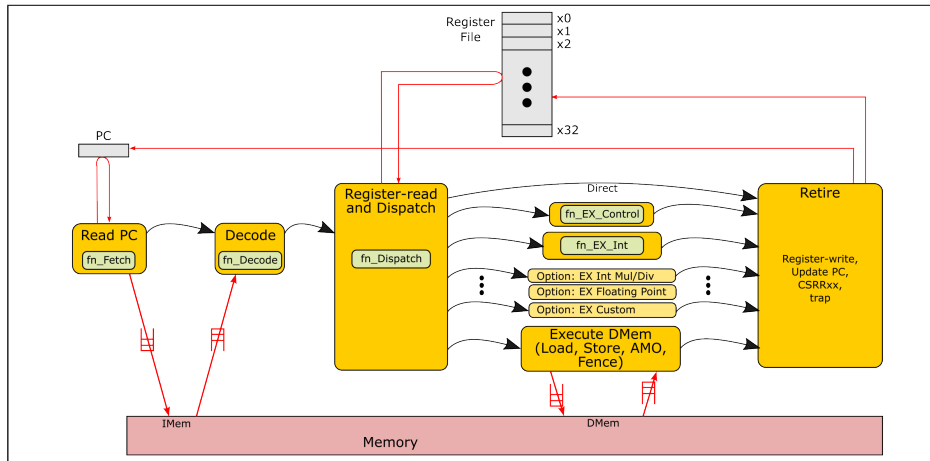 Register
File
x0
x1
x2
x32
PC
Read PC
fn_Fetch
Decode
fn_Decode
Register-read
and Dispatch
fn_Dispatch
Direct
fn_EX_Control
fn_EX_Int
Option: EX Int Mul/Div
Option: EX Floating Point
Option: EX Custom
Execute DMem
(Load, Store, AMO,
Fence)
Retire
Register-write,
Update PC,
CSRRxx,
trap
IMem
DMem
Memory